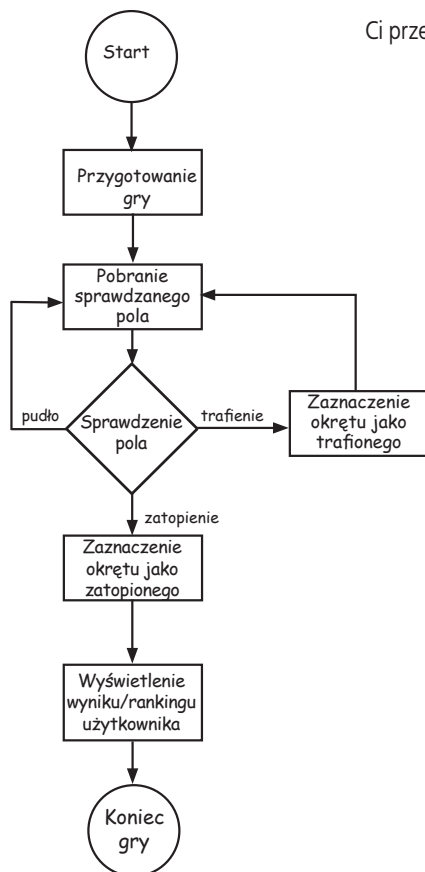 Ci prze
Start
Przygotowanie
gry
Pobranie
sprawdzanego
pola
pudło
Sprawdzenie
pola
trafienie
Zaznaczenie
okrętu jako
trafionego
zatopienie
Zaznaczenie
okrętu jako
zatopionego
Wyświetlenie
wyniku/rankingu
użytkownika
Koniec
gry